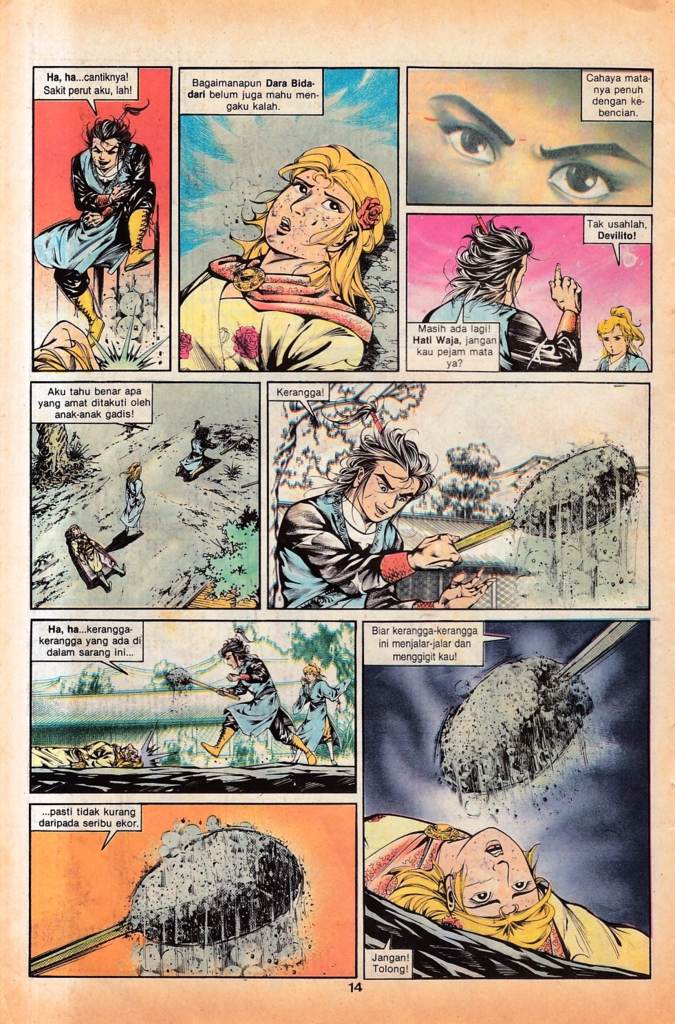 Ha, ha...cantiknya!
Sakit perut aku, lah!
Bagaimanapun Dara Bida-
dari belum juga mahu men-
gaku kalah.
Cahaya mata-
nya penuh
dengan ke-
bencian.
Tak usahlah,
Devilito!
Masih ada lagi!
Hati Waja, jangan
kau pejam mata
ya?
Aku tahu benar apa
yang amat ditakuti oleh
anak-anak gadis!
Kerangga!
Ha, ha...kerangga-
kerangga yang ada di
dalam sarang ini...
...pasti tidak kurang
daripada seribu ekor.
Biar kerangga-kerangga
ini menjalar-jalar dan
menggigit kau!
Jangan!
Tolong!
14